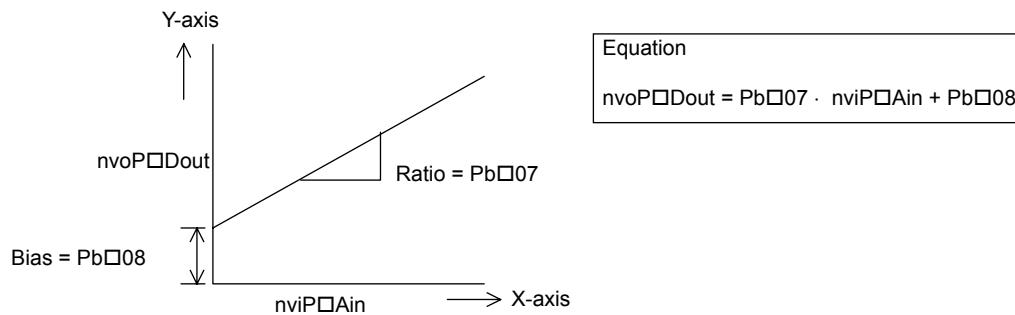 Y-axis
nvoP□Dout
Ratio = Pb□07
Bias = Pb□08
nviP□Ain
X-axis
Equation
nvoP□Dout = Pb□07 · nviP□Ain + Pb□08